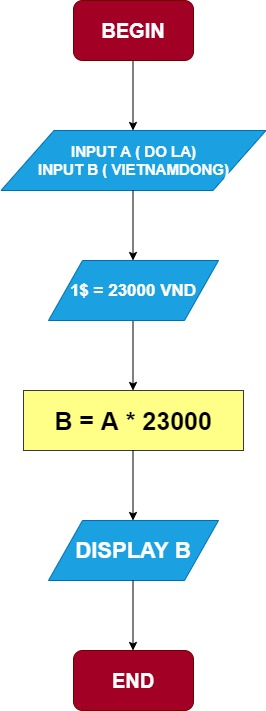 BEGIN
INPUT A ( DO LA)
INPUT B ( VIETNAMDONG)
1$ = 23000 VND
B = A * 23000
DISPLAY B
END